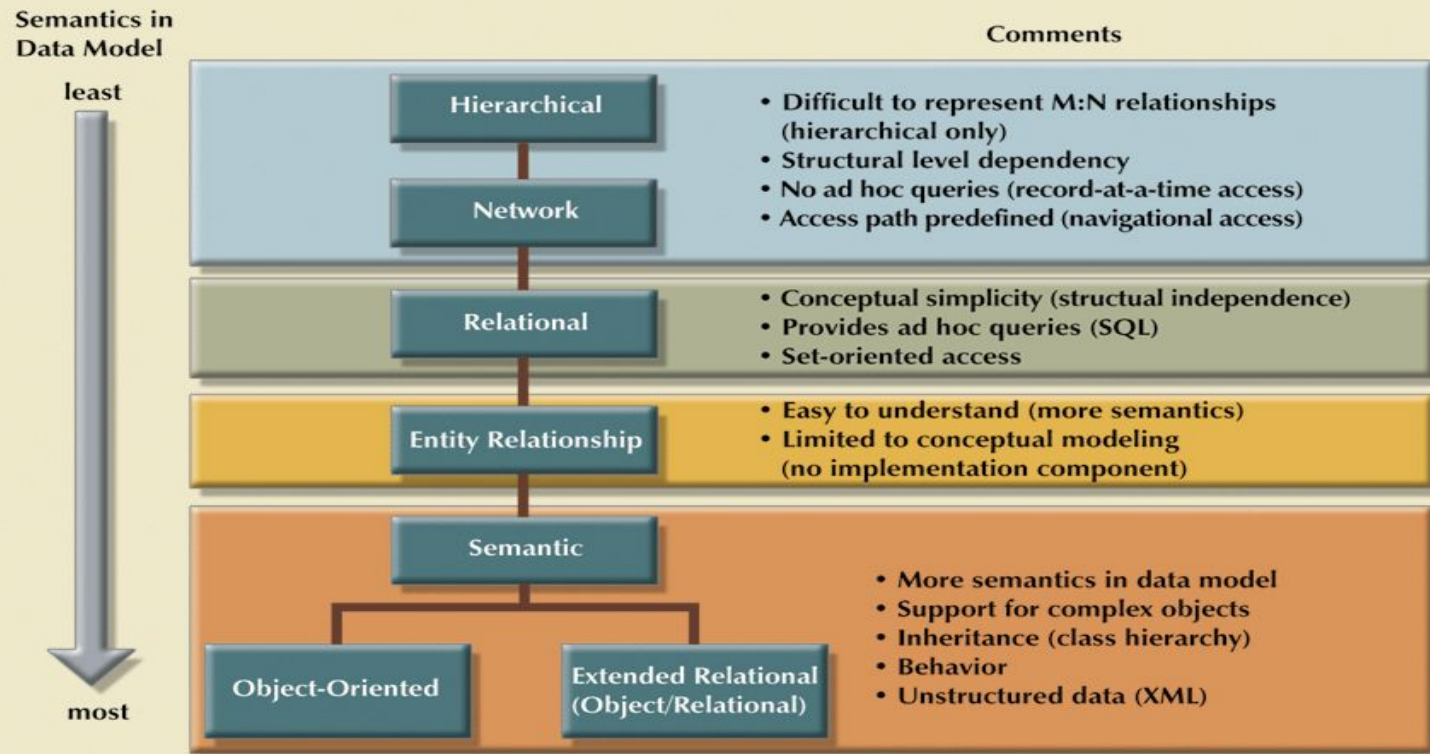 Semantics in
Data Model
least
most
Comments
Hierarchical
Network
• Difficult to represent M:N relationships
(hierarchical only)
• Structural level dependency
• No ad hoc queries (record-at-a-time access)
• Access path predefined (navigational access)
Relational
• Conceptual simplicity (structual independence)
• Provides ad hoc queries (SQL)
• Set-oriented access
Entity Relationship
• Easy to understand (more semantics)
• Limited to conceptual modeling
(no implementation component)
Semantic
Object-Oriented
Extended Relational
(Object/Relational)
• More semantics in data model
• Support for complex objects
• Inheritance (class hierarchy)
• Behavior
• Unstructured data (XML)